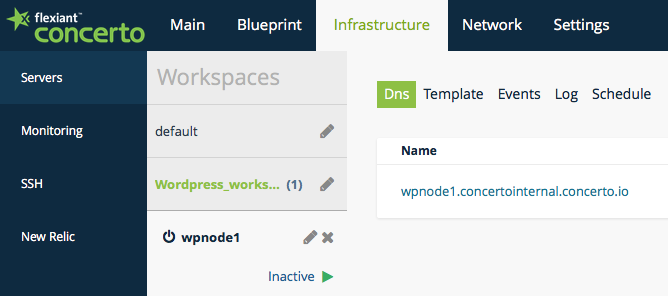 flexiant™
concerto
Main Blueprint Infrastructure Network Settings
Servers
Monitoring
SSH
New Relic
Workspaces
default
Wordpress_works... (1)
wpnode1
Inactive
Dns Template Events Log Schedule
Name
wpnode1.concertointernal.concerto.io